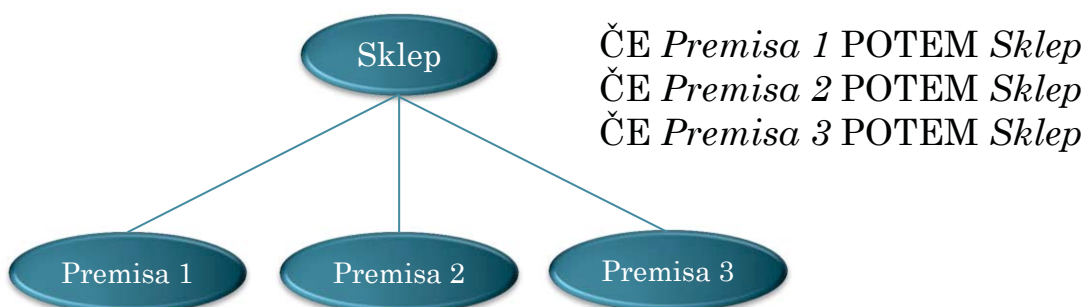 Sklep
ČE Premisa 1 POTEM Sklep
ČE Premisa 2 POTEM Sklep
ČE Premisa 3 POTEM Sklep
Premisa 1
Premisa 2
Premisa 3